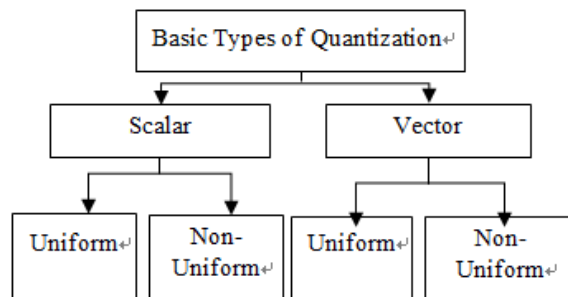 Basic Types of Quantization↵
Scalar
Vector
Uniform↵
Non-
Uniform↵
Uniform↵
Non-
Uniform↵